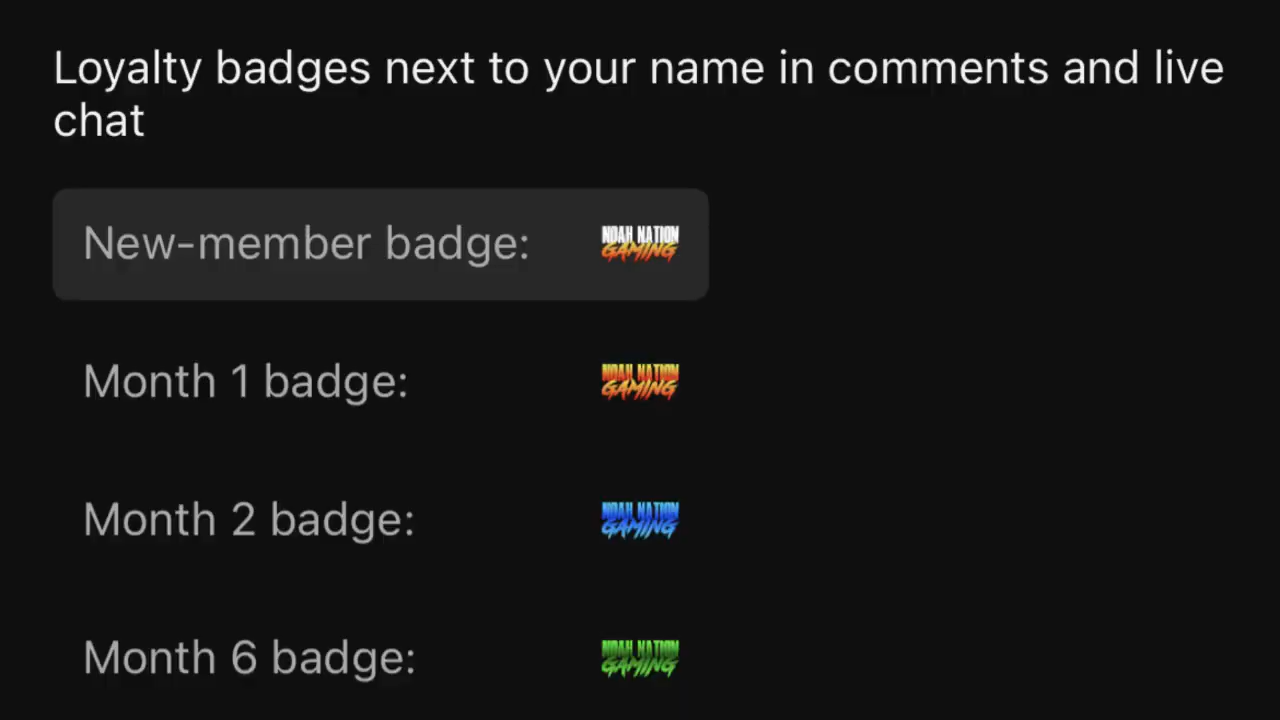 Loyalty badges next to your name in comments and live
chat
New-member badge:
NOAH NATION
GAMING
Month 1 badge:
NOAH NATION
GAMING
Month 2 badge:
NOAH NATION
GAMING
Month 6 badge:
NOAH NATION
GAMING